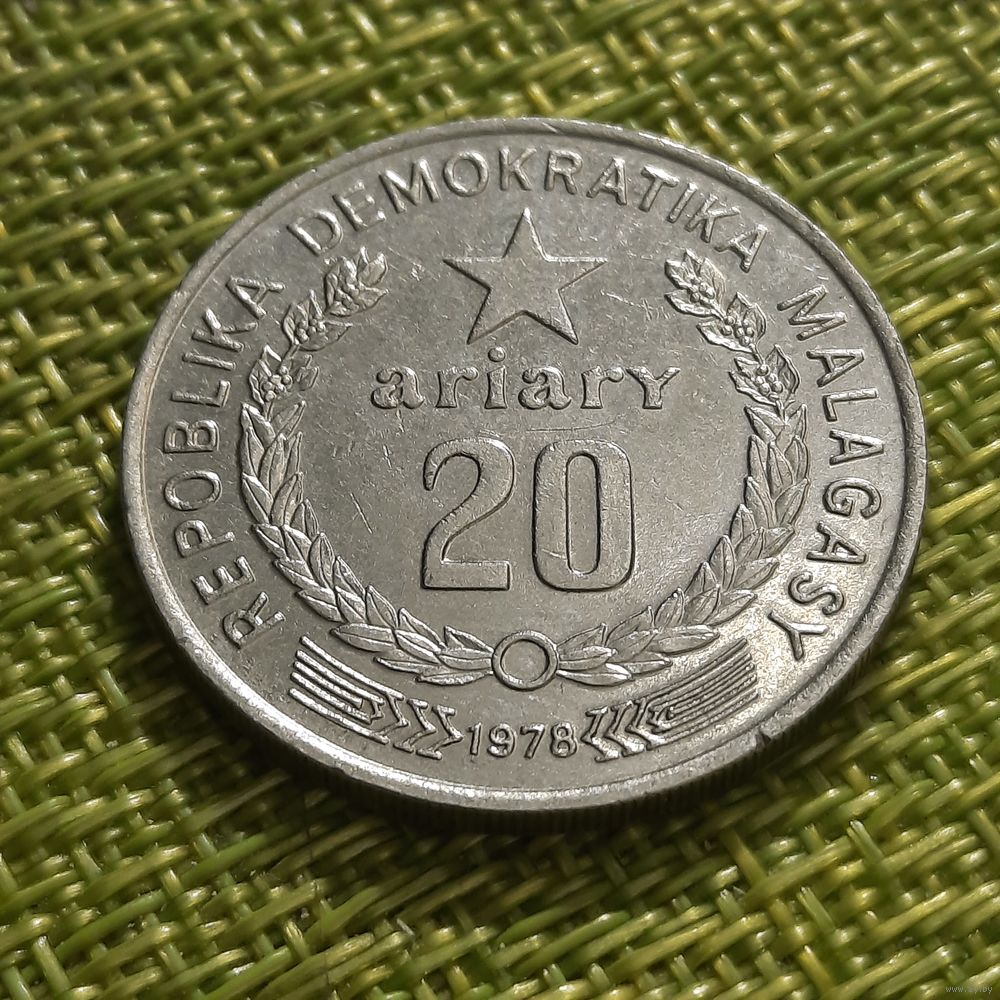 REPOBLIKA DEMOKRATIKA MALAGASY
ariary
20
1978